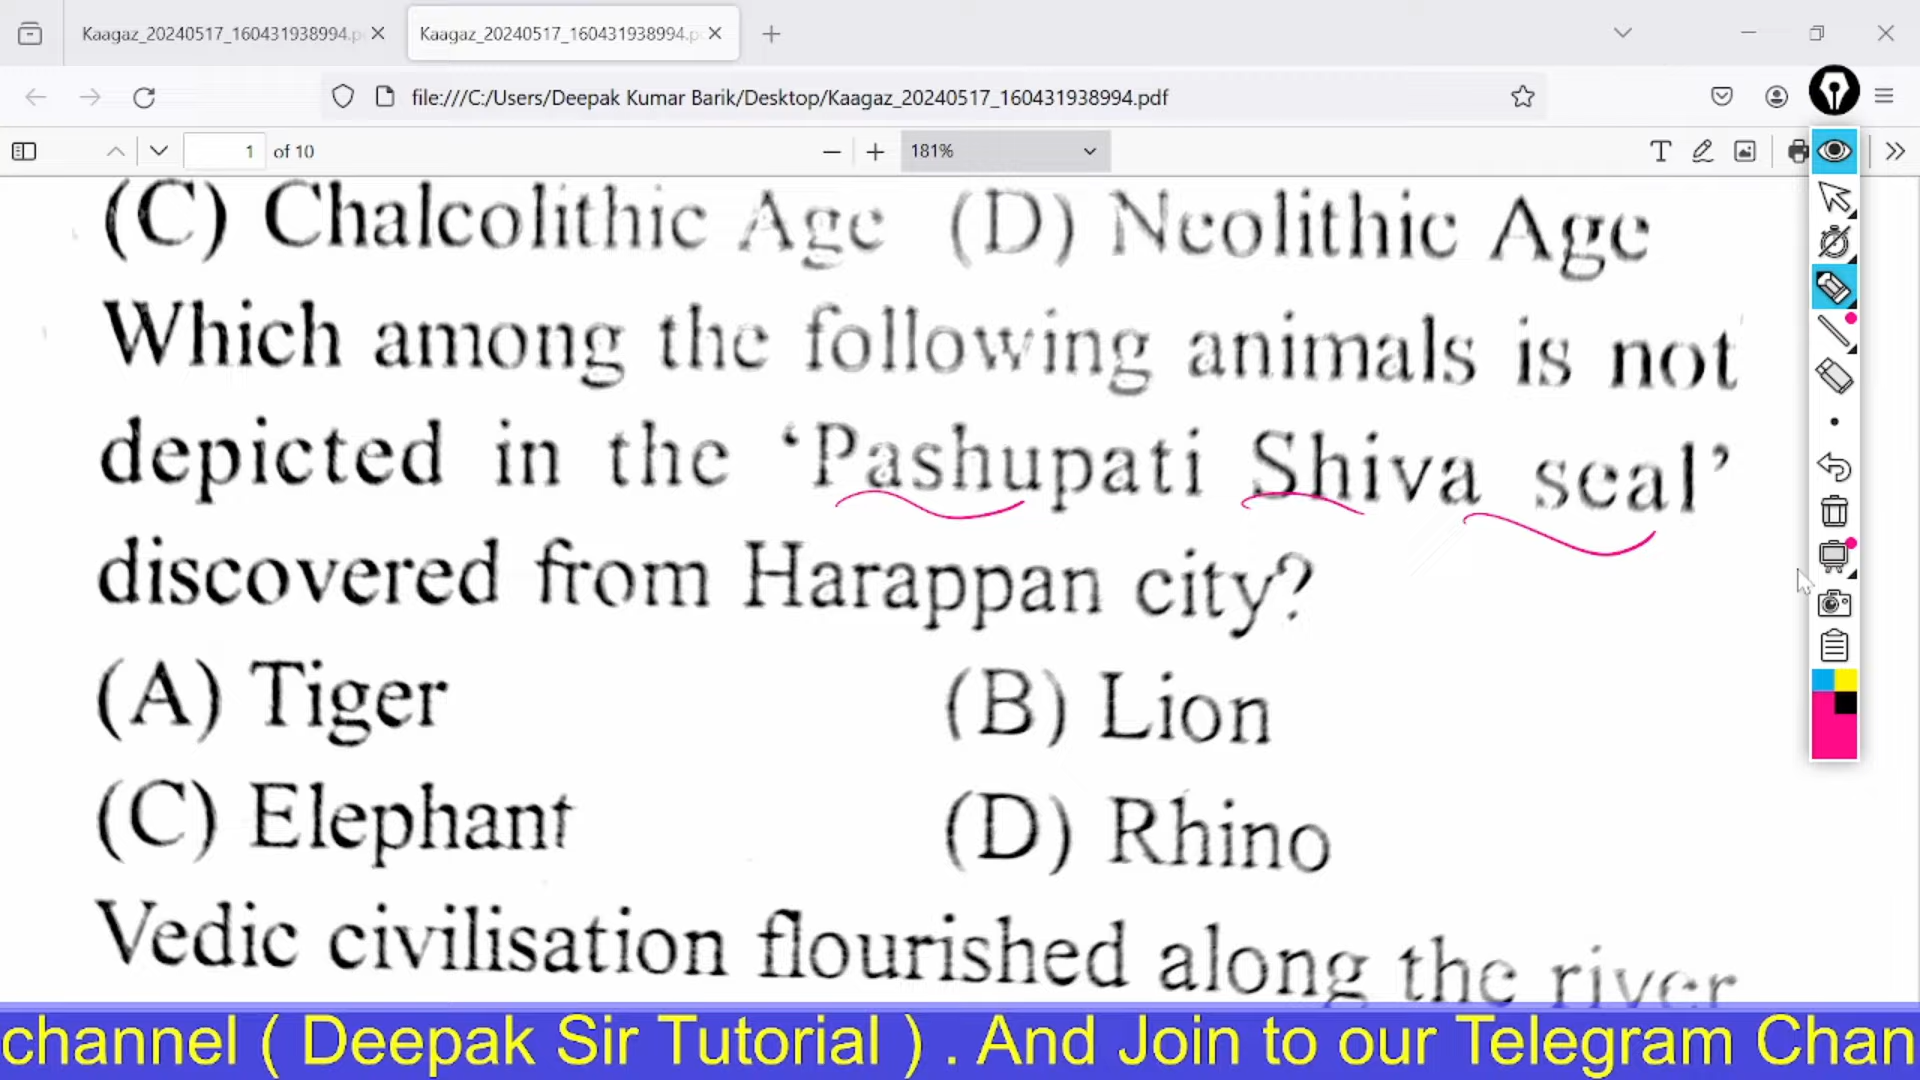 Kaagaz_20240517_160431938994.p
Kaagaz_20240517_160431938994.p
file:///C:/Users/Deepak Kumar Barik/Desktop/Kaagaz_20240517_160431938994.pdf
1 of 10
181%
(C) Chalcolithic Age (D) Neolithic Age
Which among the following animals is not
depicted in the ‘Pashupati Shiva seal’
discovered from Harappan city?
(A) Tiger (B) Lion
(C) Elephant (D) Rhino
Vedic civilisation flourished along the river
channel ( Deepak Sir Tutorial ) . And Join to our Telegram Chan